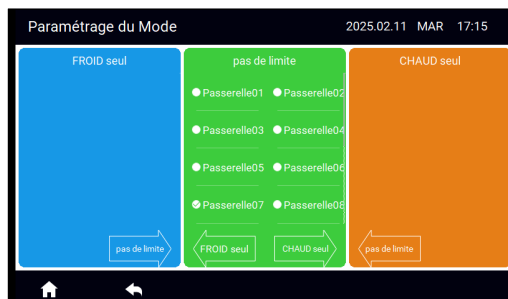 Paramétrage du Mode 2025.02.11 MAR 17:15
FROID seul pas de limite CHAUD seul
Passerelle01 Passerelle02
Passerelle03 Passerelle04
Passerelle05 Passerelle06
Passerelle07 Passerelle08
pas de limite FROID seul CHAUD seul pas de limite